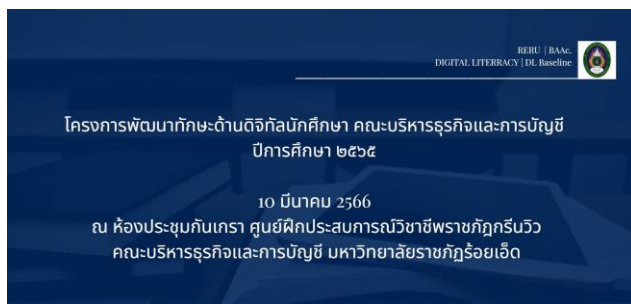 RERU | BAAc.
DIGITAL LITERRACY | DL Baseline
โครงการพัฒนาทักษะด้านดิจิทัลนักศึกษา คณะบริหารธุรกิจและการบัญชี
ปีการศึกษา ๒๕๖๕
10 มีนาคม 2566
ณ ห้องประชุมกันเกรา ศูนย์ฝึกประสบการณ์วิชาชีพราชภัฏกรีนวิว
คณะบริหารธุรกิจและการบัญชี มหาวิทยาลัยราชภัฏร้อยเอ็ด